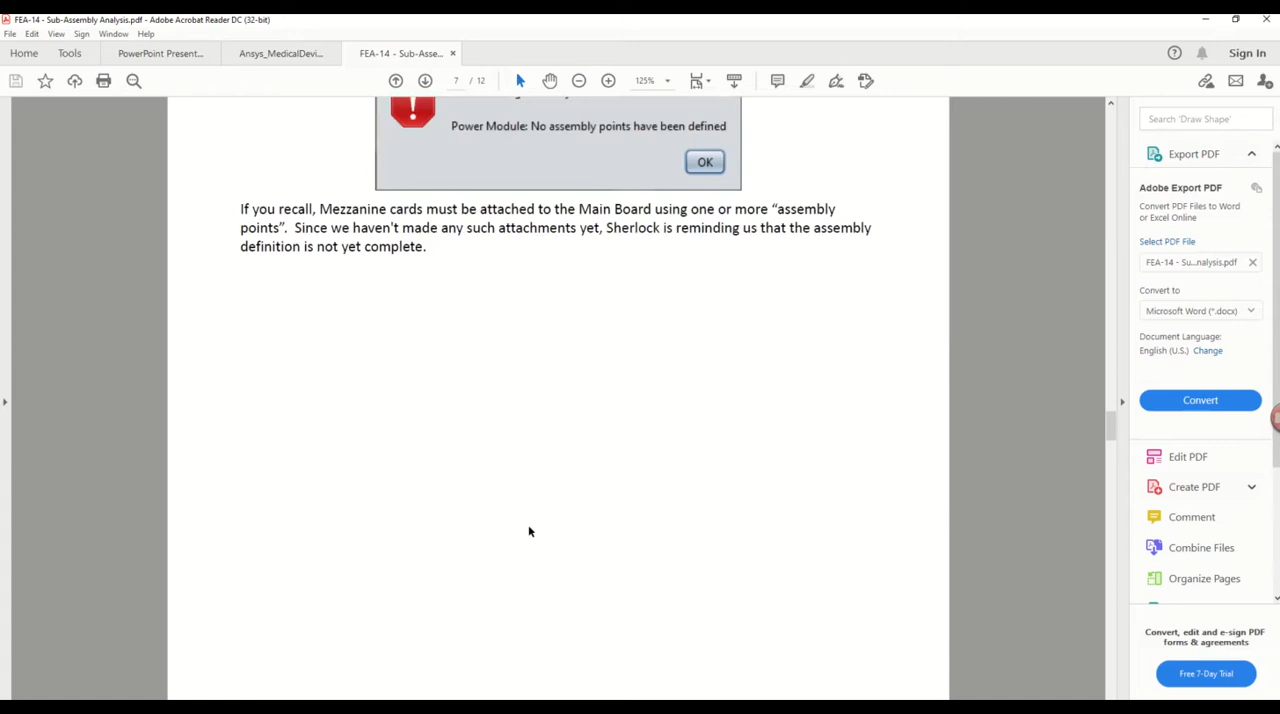 FEA-14 - Sub-Assembly Analysis.pdf - Adobe Acrobat Reader DC (32-bit)
File Edit View Sign Window Help
Home Tools PowerPoint Present... Ansys_MedicalDevi... FEA-14 - Sub-Asse... Sign In
7 / 12 125%
Power Module: No assembly points have been defined
OK
If you recall, Mezzanine cards must be attached to the Main Board using one or more “assembly
points”. Since we haven't made any such attachments yet, Sherlock is reminding us that the assembly
definition is not yet complete.
Search 'Draw Shape'
Export PDF
Adobe Export PDF
Convert PDF Files to Word
or Excel Online
Select PDF File
FEA-14 - Su...nalysis.pdf
Convert to
Microsoft Word (*.docx)
Document Language:
English (U.S.) Change
Convert
Edit PDF
Create PDF
Comment
Combine Files
Organize Pages
Convert, edit and e-sign PDF
forms & agreements
Free 7-Day Trial